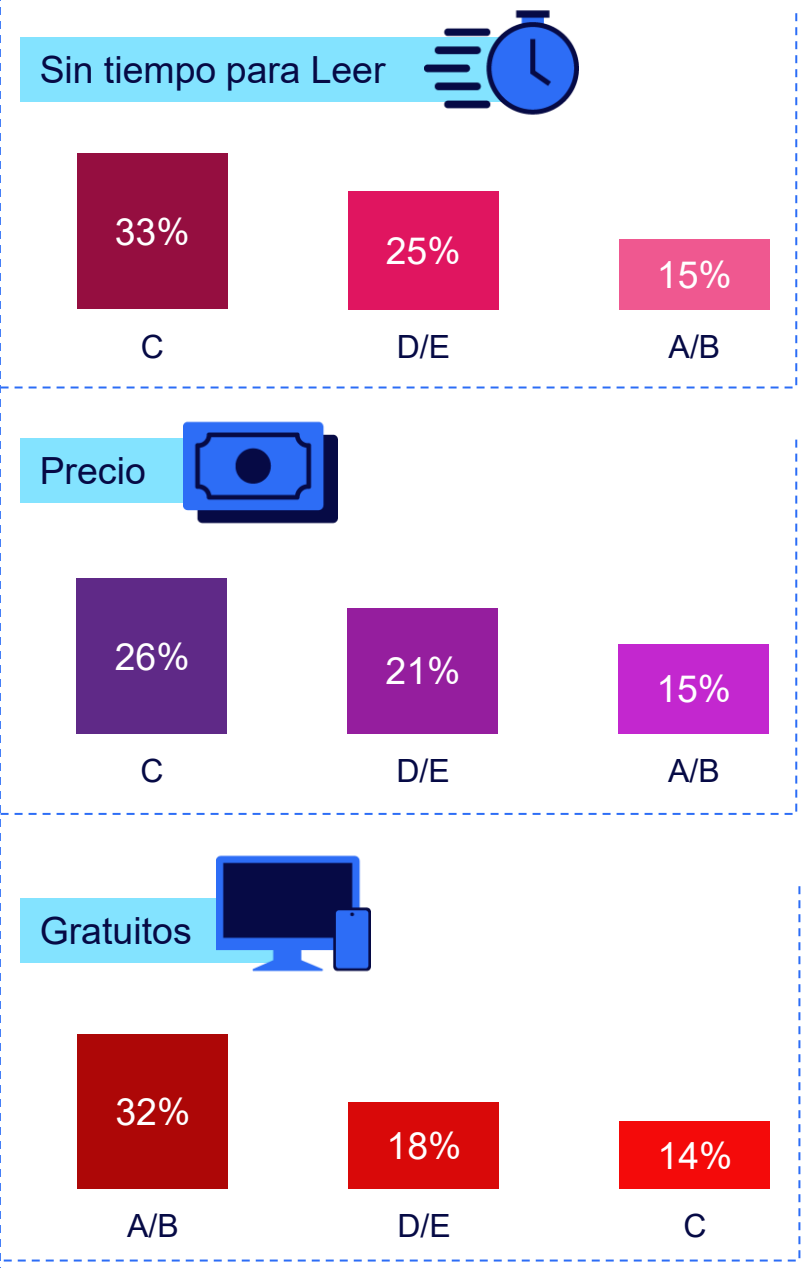 Sin tiempo para Leer
33% 25% 15%
C D/E A/B
Precio
26% 21% 15%
C D/E A/B
Gratuitos
32% 18% 14%
A/B D/E C